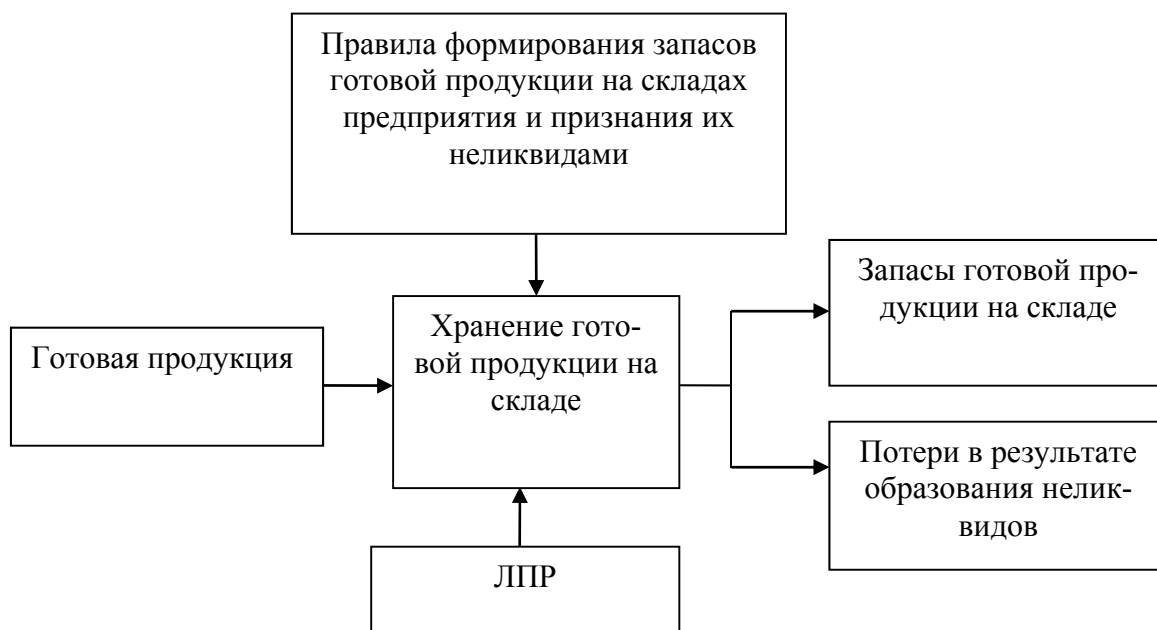 Правила формирования запасов
готовой продукции на складах
предприятия и признания их
неликвидами
Готовая продукция
Хранение гото-
вой продукции на
складе
Запасы готовой про-
дукции на складе
Потери в результате
образования нелик-
видов
ЛПР